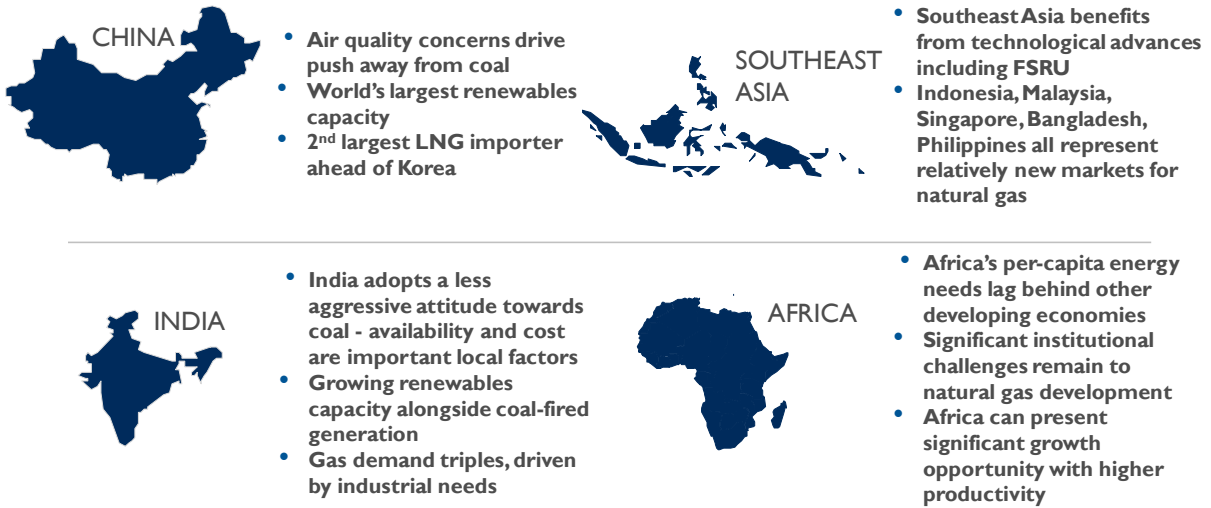 CHINA
• Air quality concerns drive
push away from coal
• World's largest renewables
capacity
• 2nd largest LNG importer
ahead of Korea
SOUTHEAST
ASIA
• Southeast Asia benefits
from technological advances
including FSRU
• Indonesia, Malaysia,
Singapore, Bangladesh,
Philippines all represent
relatively new markets for
natural gas
INDIA
• India adopts a less
aggressive attitude towards
coal - availability and cost
are important local factors
• Growing renewables
capacity alongside coal-fired
generation
• Gas demand triples, driven
by industrial needs
AFRICA
• Africa's per-capita energy
needs lag behind other
developing economies
• Significant institutional
challenges remain to
natural gas development
• Africa can present
significant growth
opportunity with higher
productivity